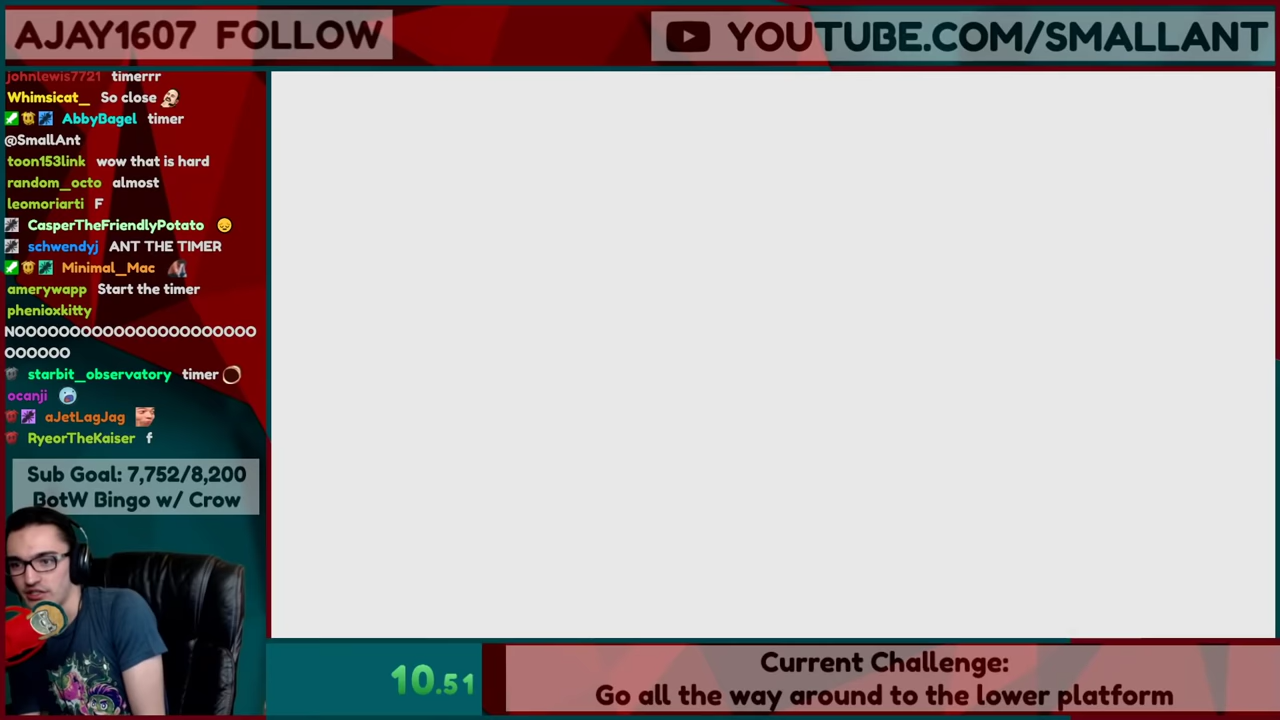 AJAY1607 FOLLOW
YOUTUBE.COM/SMALLANT
johnlewis7721 timerrr
Whimsicat_ So close
AbbyBagel timer
@SmallAnt
toon153link wow that is hard
random_octo almost
leomoriarti F
CasperTheFriendlyPotato
schwendyj ANT THE TIMER
Minimal_Mac
amerywapp Start the timer
phenioxkitty
NOOOOOOOOOOOOOOOOOOOOOO
OOOOOO
starbit_observatory timer
ocanji
aJetLagJag
RyeorTheKaiser f
Sub Goal: 7,752/8,200
BotW Bingo w/ Crow
10.51
Current Challenge:
Go all the way around to the lower platform